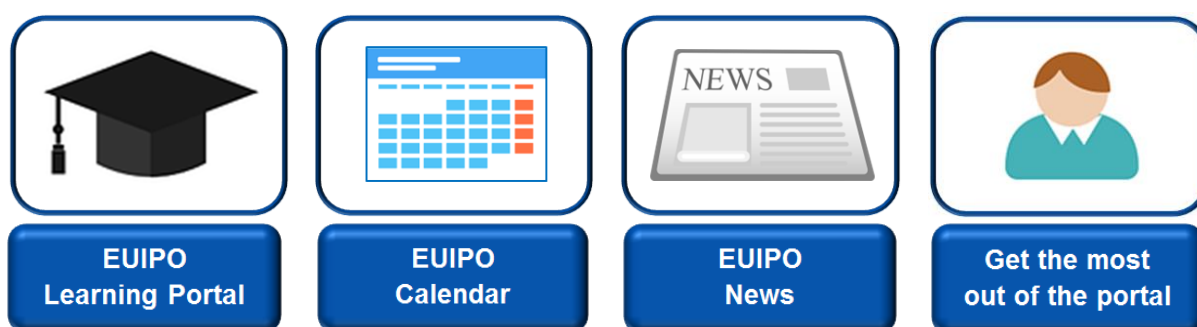 NEWS
EUIPO
Learning Portal
EUIPO
Calendar
EUIPO
News
Get the most
out of the portal